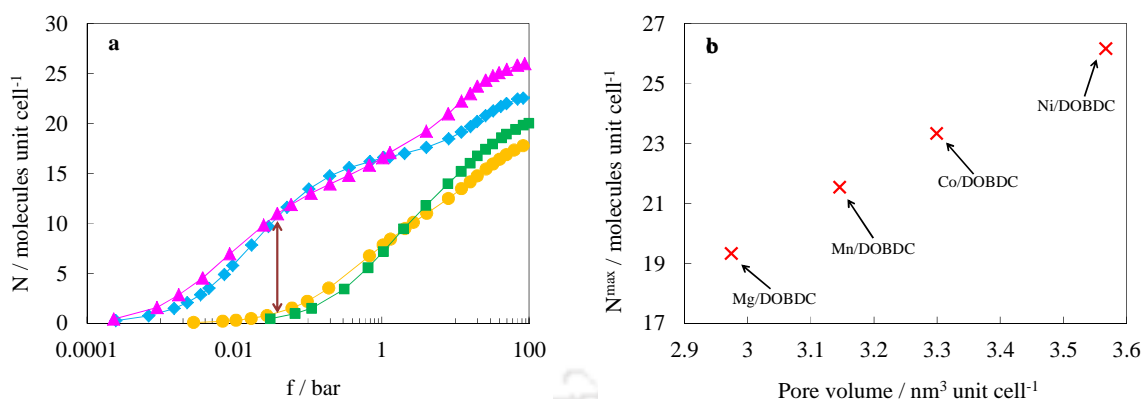 a
30
25
20
15
10
5
0
N / molecules unit cell⁻¹
0.0001 0.01 1 100
f / bar
b
27
25
23
21
19
17
Nᵐᵃˣ / molecules unit cell⁻¹
Ni/DOBDC
Co/DOBDC
Mn/DOBDC
Mg/DOBDC
2.9 3 3.1 3.2 3.3 3.4 3.5 3.6
Pore volume / nm³ unit cell⁻¹